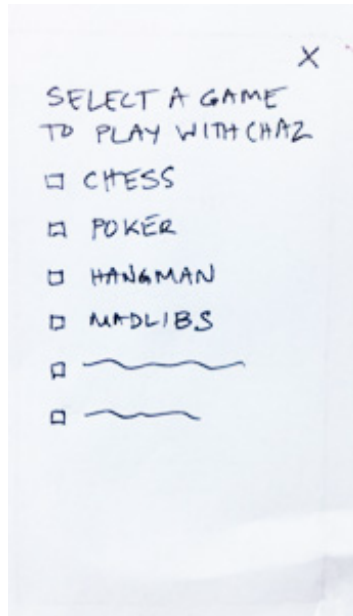 X
SELECT A GAME
TO PLAY WITH CHAZ
CHESS
POKER
HANGMAN
MADLIBS